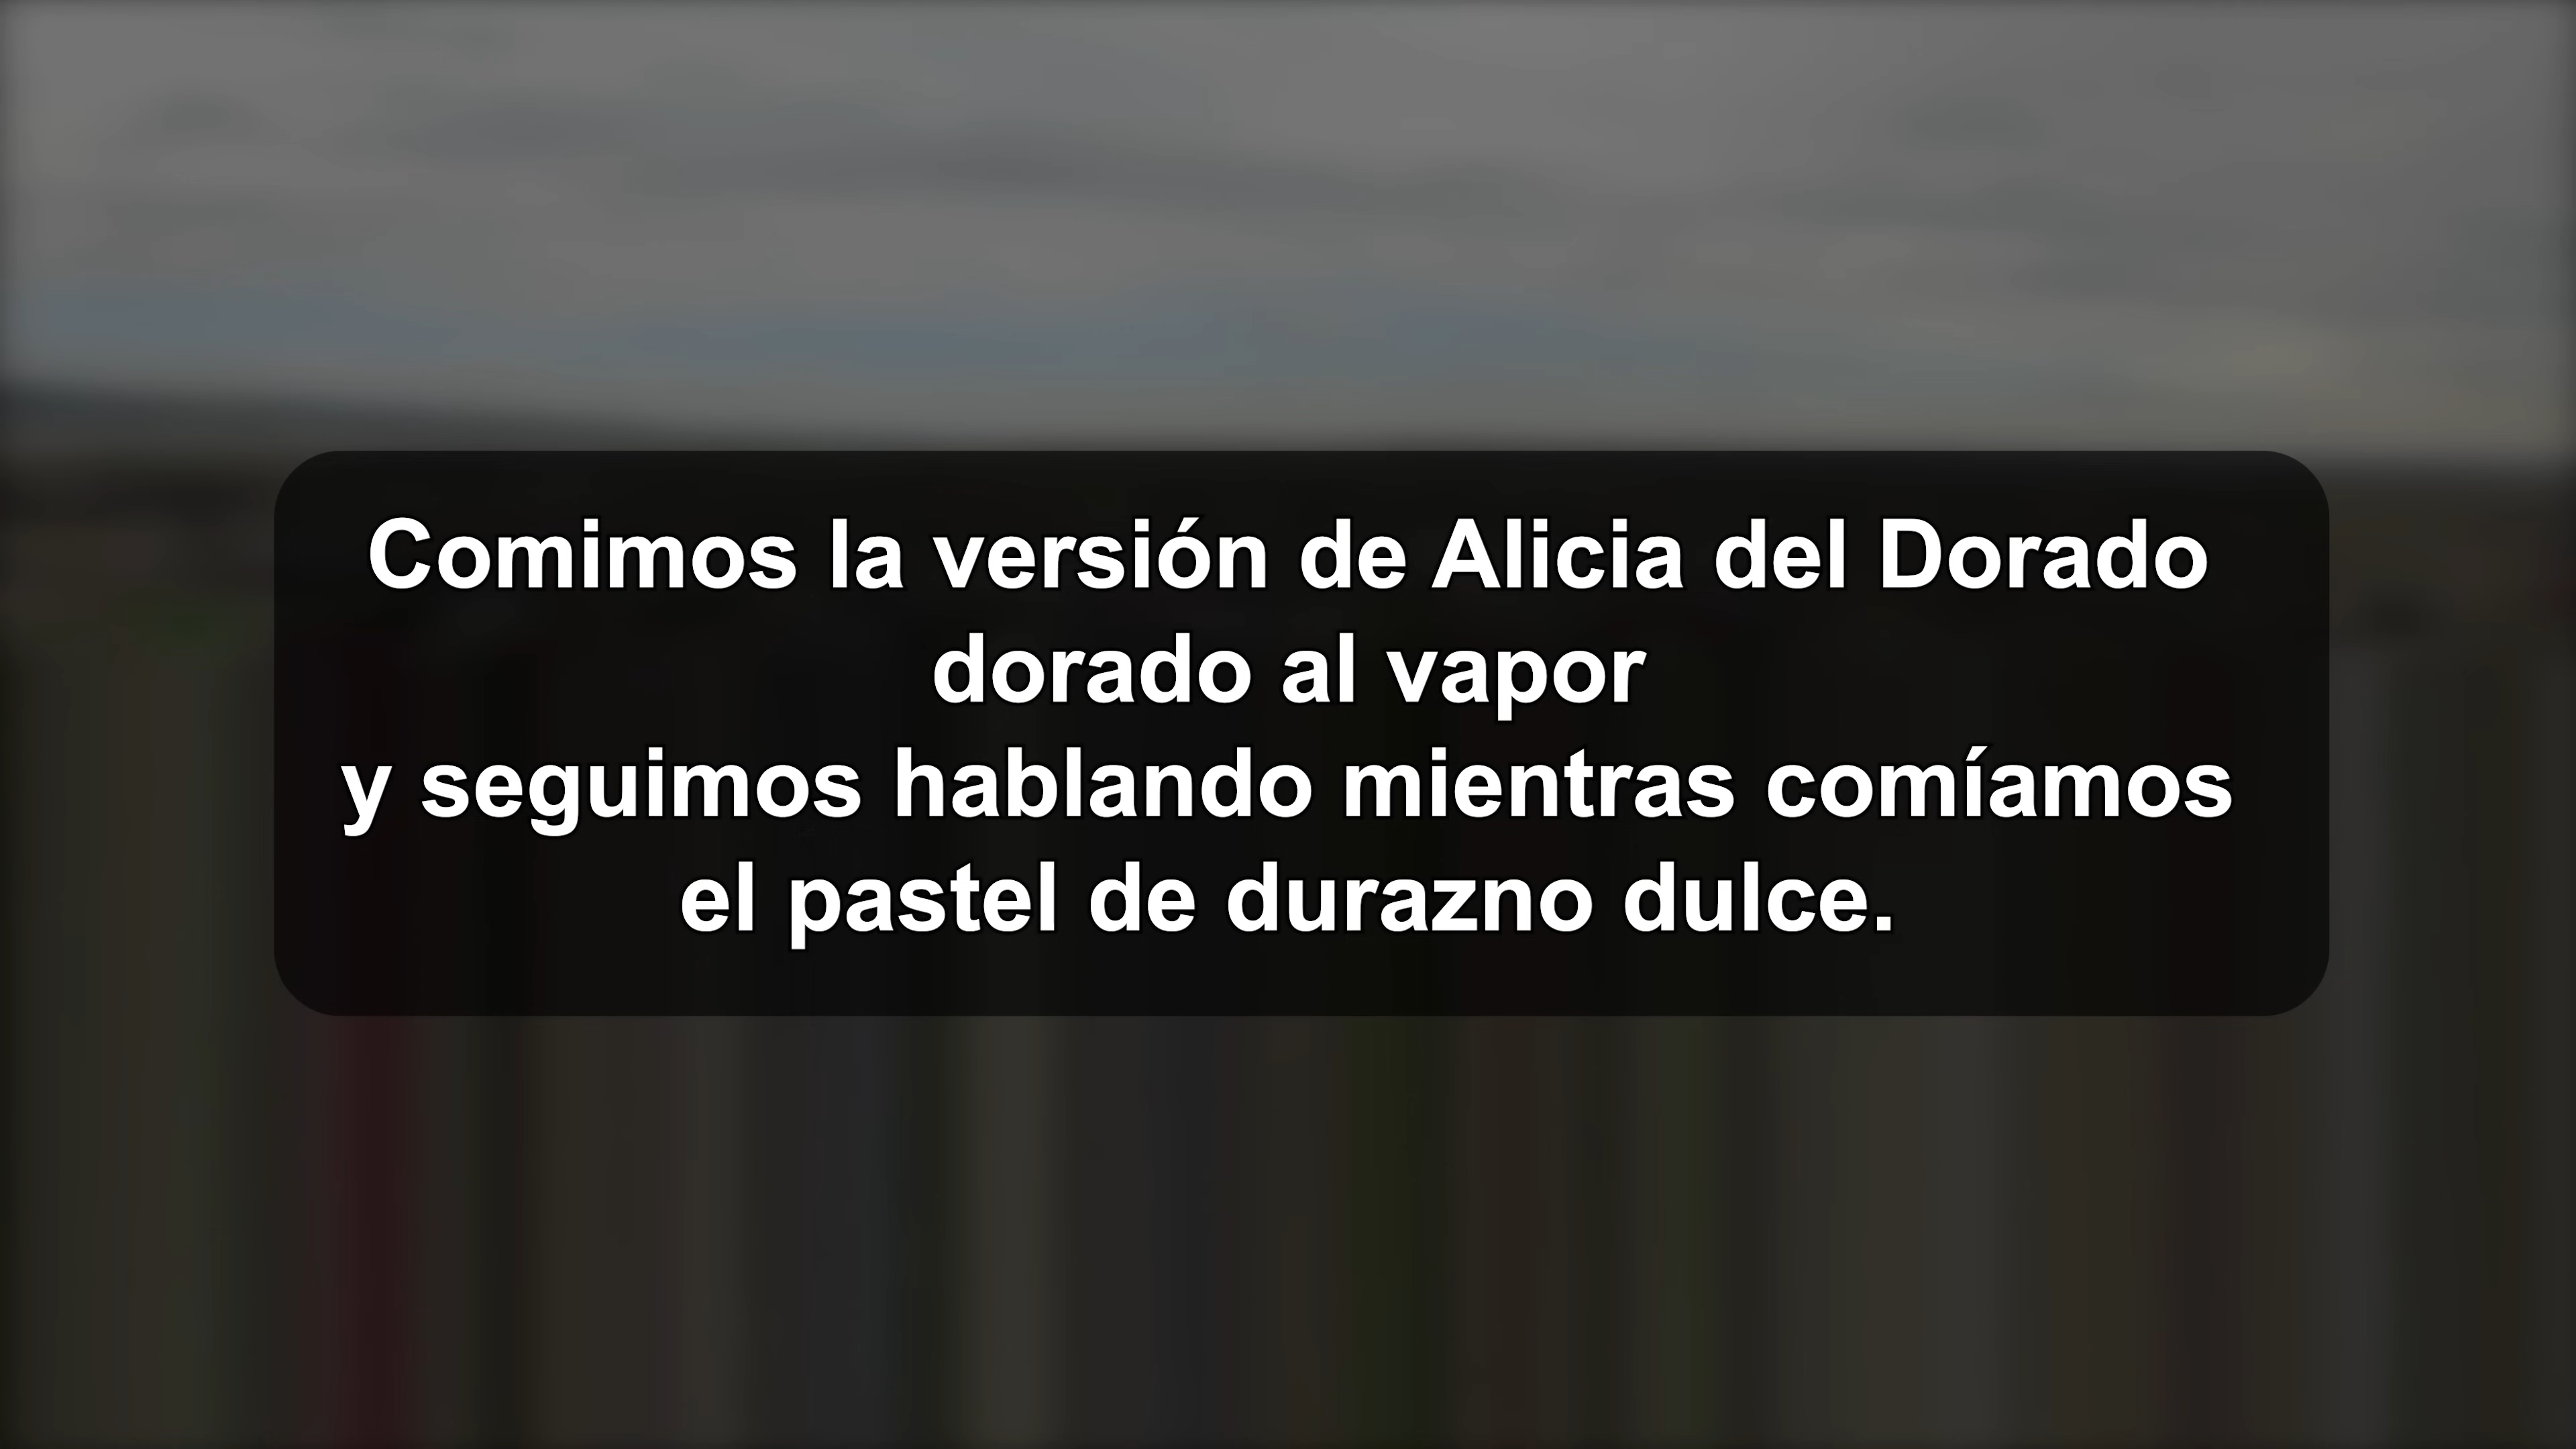 Comimos la versión de Alicia del Dorado
dorado al vapor
y seguimos hablando mientras comíamos
el pastel de durazno dulce.